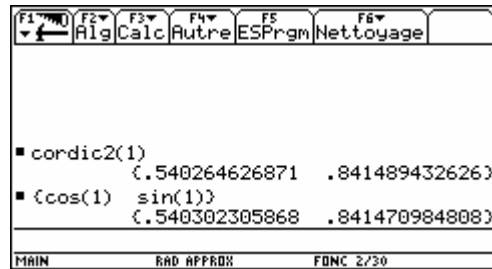 F1 F2 Alg F3 Calc F4 Autre F5 ESPrgm F6 Nettoyage
cordic2(1)
{.540264626871 .841489432626}
{cos(1) sin(1)}
{.540302305868 .841470984808}
MAIN RAD APPROX FONC 2/30